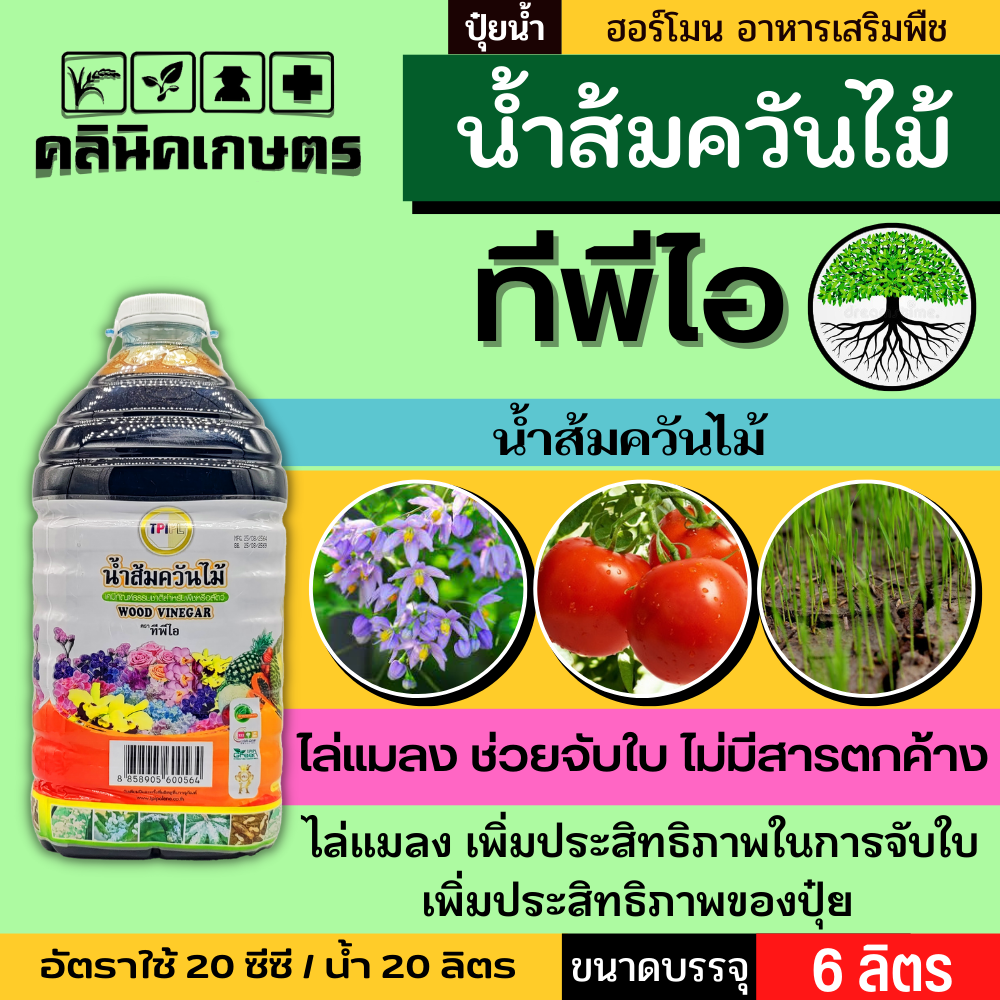 ปุ๋ยน้ำ
ฮอร์โมน อาหารเสริมพืช
คลินิคเกษตร
น้ำส้มควันไม้
ทีพีไอ
น้ำส้มควันไม้
TPIPL
MFG 25/08/2564
น้ำส้มควันไม้
WOOD VINEGAR
ตรา ทีพีไอ
8 858905 600564
ไล่แมลง ช่วยจับใบ ไม่มีสารตกค้าง
ไล่แมลง เพิ่มประสิทธิภาพในการจับใบ
เพิ่มประสิทธิภาพของปุ๋ย
อัตราใช้ 20 ซีซี / น้ำ 20 ลิตร
ขนาดบรรจุ
6 ลิตร